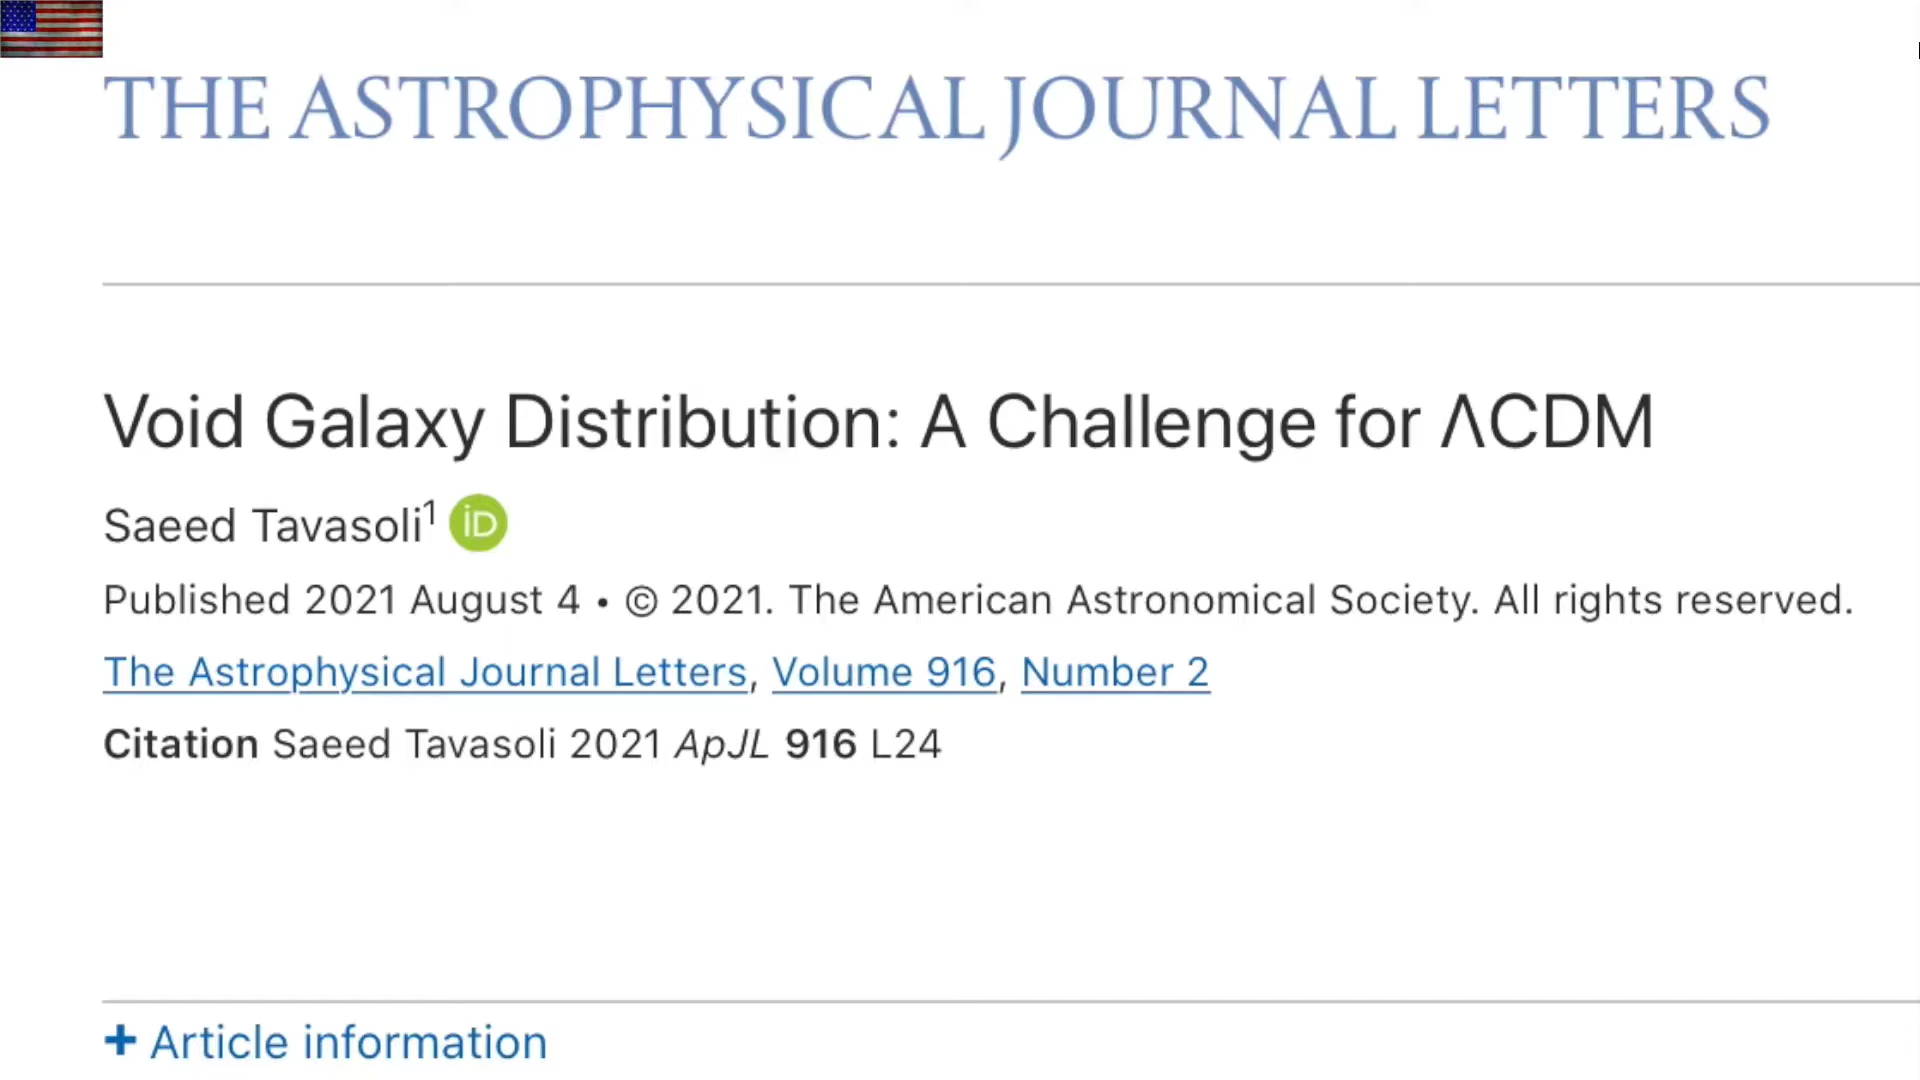 THE ASTROPHYSICAL JOURNAL LETTERS
Void Galaxy Distribution: A Challenge for ΛCDM
Saeed Tavasoli1 iD
Published 2021 August 4 • © 2021. The American Astronomical Society. All rights reserved.
The Astrophysical Journal Letters, Volume 916, Number 2
Citation Saeed Tavasoli 2021 ApJL 916 L24
+ Article information